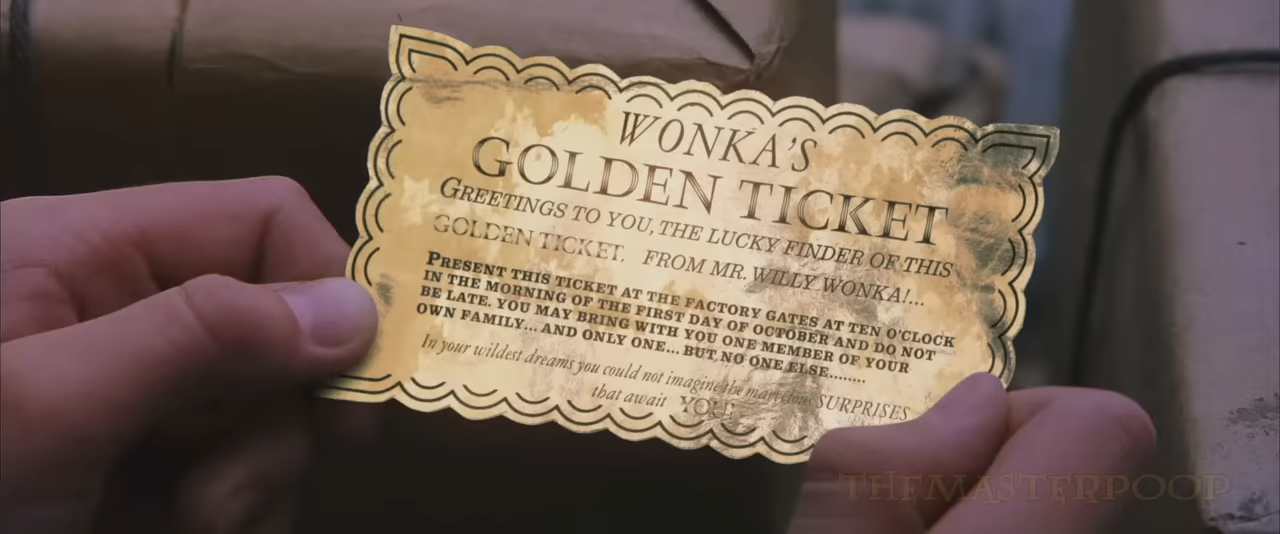 WONKA'S
GOLDEN TICKET
GREETINGS TO YOU, THE LUCKY FINDER OF THIS
GOLDEN TICKET. FROM MR. WILLY WONKA!...
PRESENT THIS TICKET AT THE FACTORY GATES AT TEN O'CLOCK
IN THE MORNING OF THE FIRST DAY OF OCTOBER AND DO NOT
BE LATE. YOU MAY BRING WITH YOU ONE MEMBER OF YOUR
OWN FAMILY... AND ONLY ONE... BUT NO ONE ELSE........
In your wildest dreams you could not imagine the marvelous SURPRISES
that await YOU!
THEMASTERPOOP